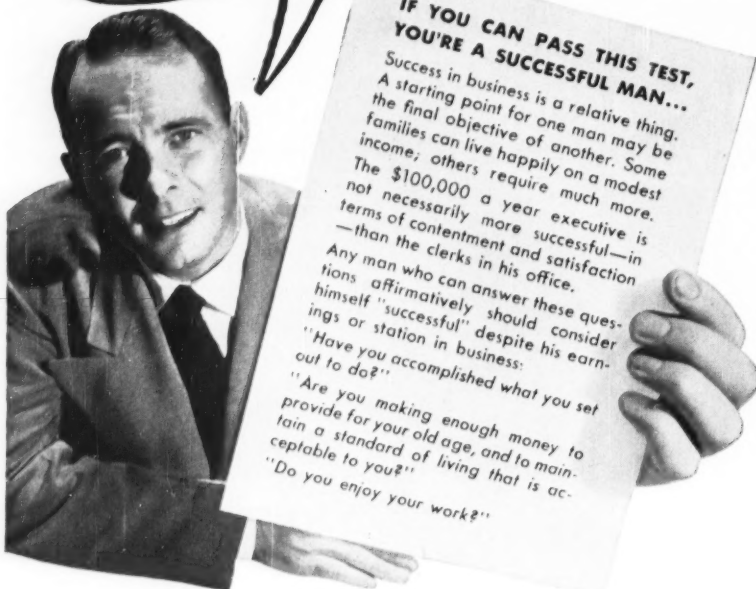 IF YOU CAN PASS THIS TEST,
YOU'RE A SUCCESSFUL MAN...
Success in business is a relative thing.
A starting point for one man may be
the final objective of another. Some
families can live happily on a modest
income; others require much more.
The $100,000 a year executive is
not necessarily more successful—in
terms of contentment and satisfaction
—than the clerks in his office.
Any man who can answer these ques-
tions affirmatively should consider
himself "successful" despite his earn-
ings or station in business:
"Have you accomplished what you set
out to do?"
"Are you making enough money to
provide for your old age, and to main-
tain a standard of living that is ac-
ceptable to you?"
"Do you enjoy your work?"